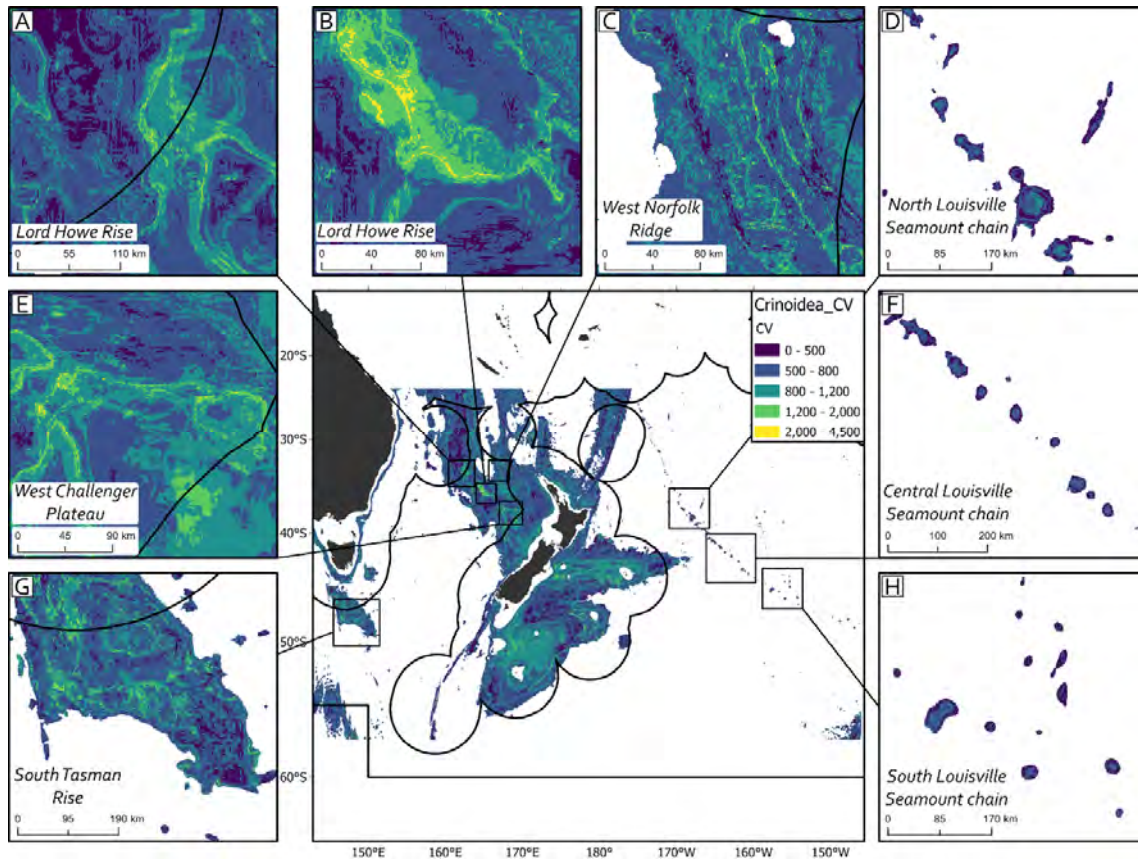 A
Lord Howe Rise
0 55 110 km
B
Lord Howe Rise
0 40 80 km
C
West Norfolk
Ridge
0 40 80 km
D
North Louisville
Seamount chain
0 85 170 km
E
West Challenger
Plateau
0 45 90 km
Crinoidea_CV
CV
0 - 500
500 - 800
800 - 1,200
1,200 - 2,000
2,000 - 4,500
20°S
30°S
40°S
50°S
60°S
150°E 160°E 170°E 180° 170°W 160°W 150°W
F
Central Louisville
Seamount chain
0 100 200 km
G
South Tasman
Rise
0 95 190 km
H
South Louisville
Seamount chain
0 85 170 km